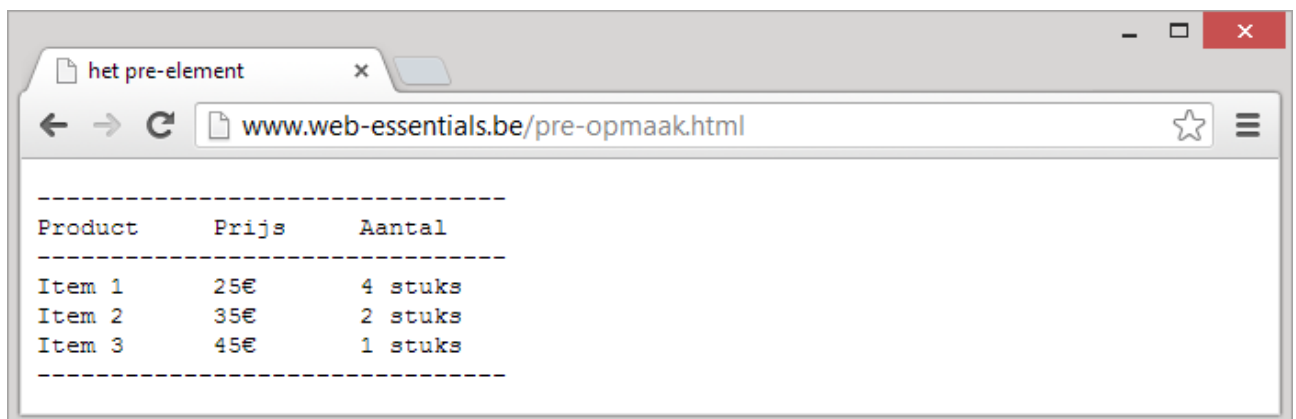 het pre-element
www.web-essentials.be/pre-opmaak.html
--------------------------------
Product     Prijs     Aantal
--------------------------------
Item 1      25€       4 stuks
Item 2      35€       2 stuks
Item 3      45€       1 stuks
--------------------------------